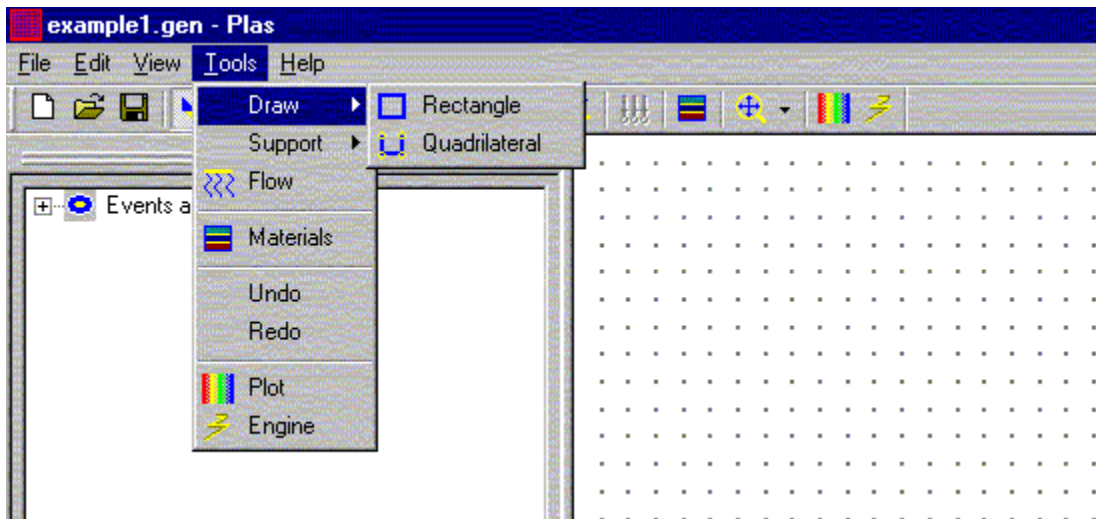 example1.gen - Plas
File Edit View Tools Help
Draw
Rectangle
Support
Quadrilateral
Flow
Events a
Materials
Undo
Redo
Plot
Engine